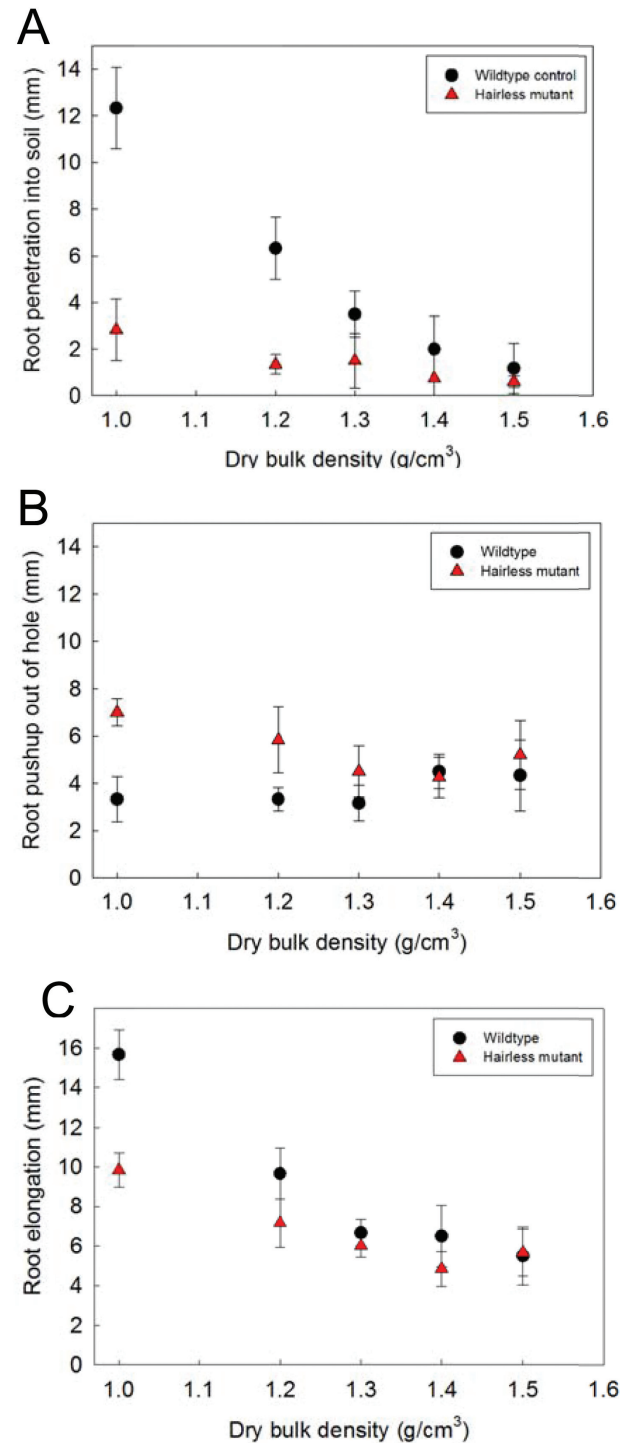 A
Root penetration into soil (mm)
14
12
10
8
6
4
2
0
Wildtype control
Hairless mutant
1.0 1.1 1.2 1.3 1.4 1.5 1.6
Dry bulk density (g/cm³)
B
Root pushup out of hole (mm)
14
12
10
8
6
4
2
0
Wildtype
Hairless mutant
1.0 1.1 1.2 1.3 1.4 1.5 1.6
Dry bulk density (g/cm³)
C
Root elongation (mm)
16
14
12
10
8
6
4
2
0
Wildtype
Hairless mutant
1.0 1.1 1.2 1.3 1.4 1.5 1.6
Dry bulk density (g/cm³)